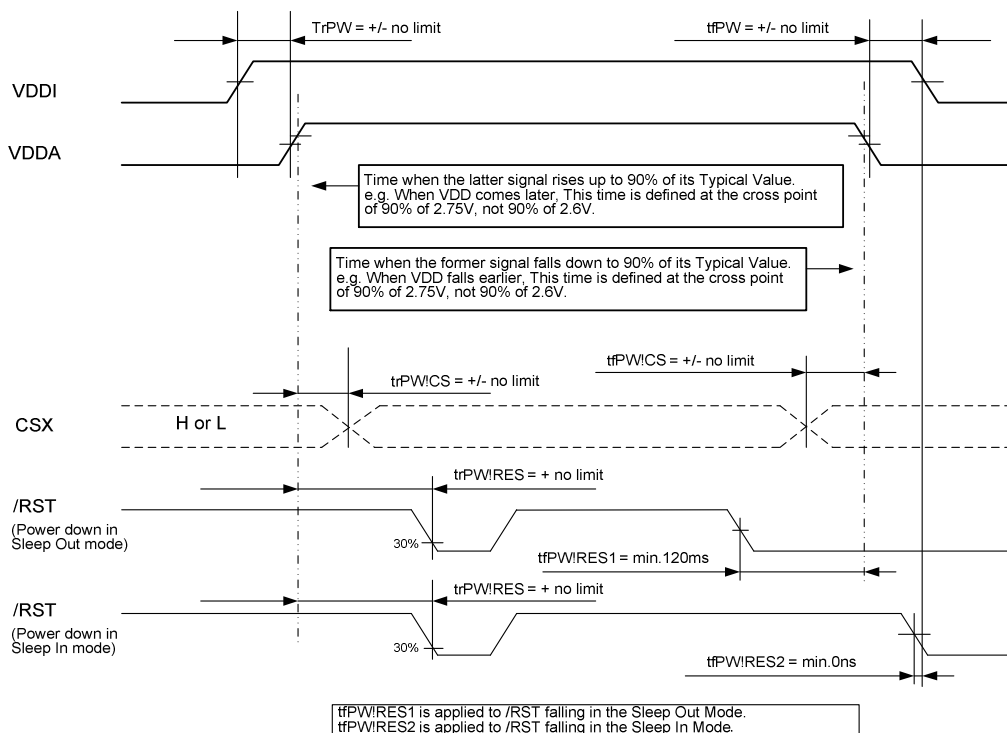 TrPW = +/- no limit
tfPW = +/- no limit
VDDI
VDDA
Time when the latter signal rises up to 90% of its Typical Value.
e.g. When VDD comes later, This time is defined at the cross point
of 90% of 2.75V, not 90% of 2.6V.
Time when the former signal falls down to 90% of its Typical Value.
e.g. When VDD falls earlier, This time is defined at the cross point
of 90% of 2.75V, not 90% of 2.6V.
tfPW!CS = +/- no limit
trPW!CS = +/- no limit
CSX
H or L
trPW!RES = + no limit
/RST
(Power down in
Sleep Out mode)
30%
tfPW!RES1 = min.120ms
trPW!RES = + no limit
/RST
(Power down in
Sleep In mode)
30%
tfPW!RES2 = min.0ns
tfPW!RES1 is applied to /RST falling in the Sleep Out Mode.
tfPW!RES2 is applied to /RST falling in the Sleep In Mode.